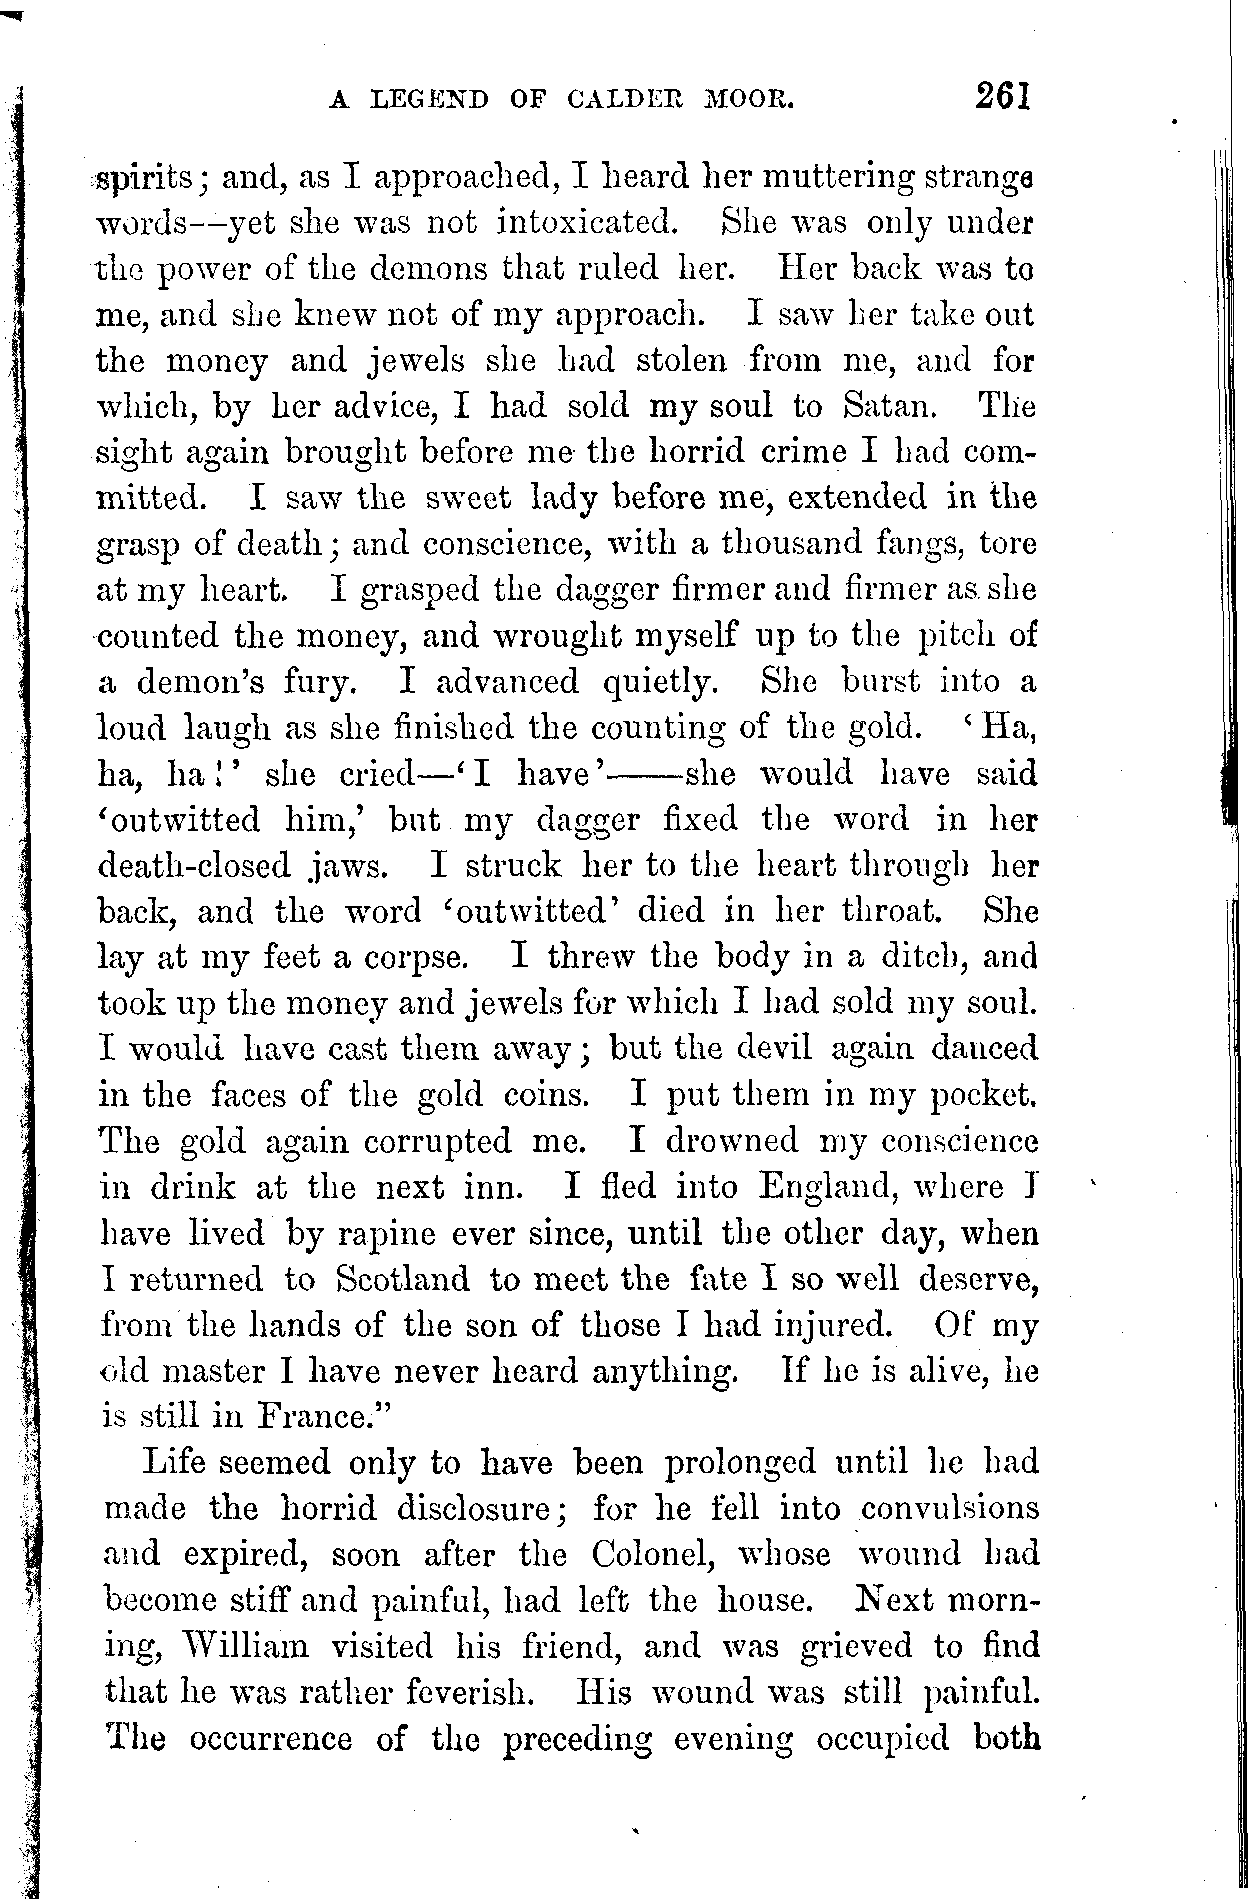 A LEGEND OF CALDER MOOR. 261
spirits; and, as I approached, I heard her muttering strange
words--yet she was not intoxicated. She was only under
the power of the demons that ruled her. Her back was to
me, and she knew not of my approach. I saw her take out
the money and jewels she had stolen from me, and for
which, by her advice, I had sold my soul to Satan. The
sight again brought before me the horrid crime I had com-
mitted. I saw the sweet lady before me, extended in the
grasp of death; and conscience, with a thousand fangs, tore
at my heart. I grasped the dagger firmer and firmer as she
counted the money, and wrought myself up to the pitch of
a demon's fury. I advanced quietly. She burst into a
loud laugh as she finished the counting of the gold. ‘Ha,
ha, ha!’ she cried—‘I have’——she would have said
‘outwitted him,’ but my dagger fixed the word in her
death-closed jaws. I struck her to the heart through her
back, and the word ‘outwitted’ died in her throat. She
lay at my feet a corpse. I threw the body in a ditch, and
took up the money and jewels for which I had sold my soul.
I would have cast them away; but the devil again danced
in the faces of the gold coins. I put them in my pocket.
The gold again corrupted me. I drowned my conscience
in drink at the next inn. I fled into England, where I
have lived by rapine ever since, until the other day, when
I returned to Scotland to meet the fate I so well deserve,
from the hands of the son of those I had injured. Of my
old master I have never heard anything. If he is alive, he
is still in France.”
Life seemed only to have been prolonged until he had
made the horrid disclosure; for he fell into convulsions
and expired, soon after the Colonel, whose wound had
become stiff and painful, had left the house. Next morn-
ing, William visited his friend, and was grieved to find
that he was rather feverish. His wound was still painful.
The occurrence of the preceding evening occupied both